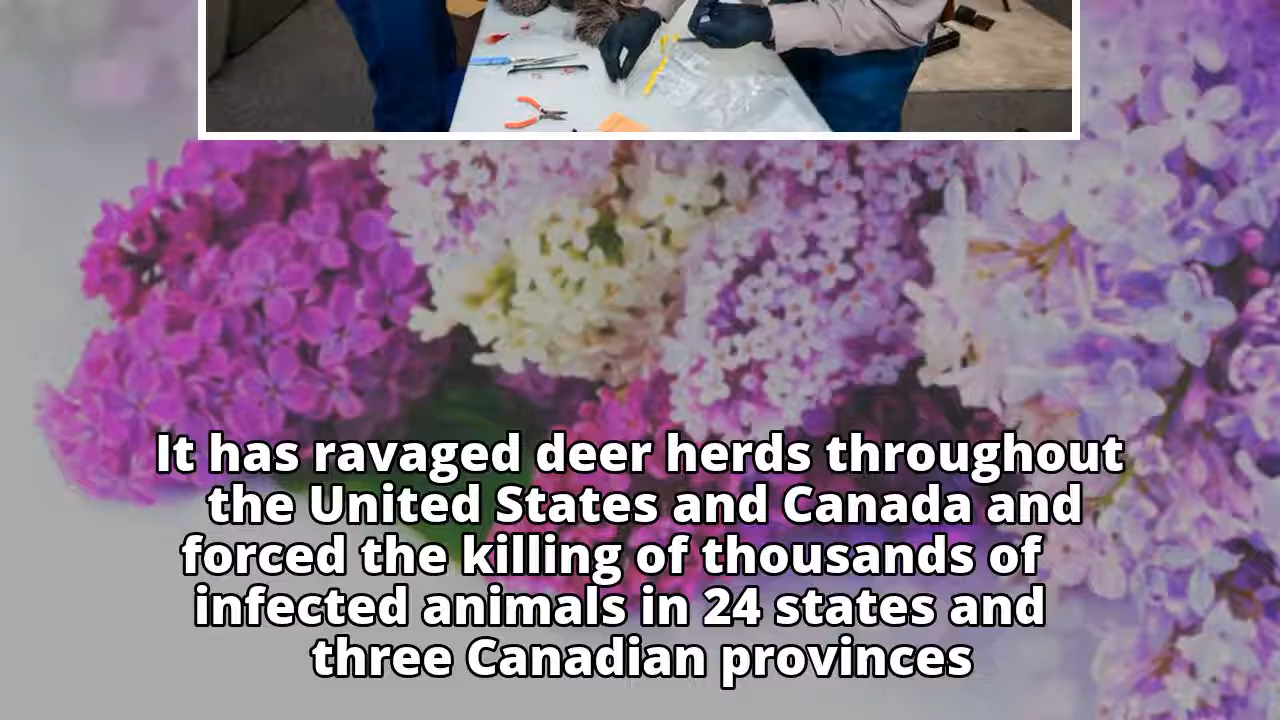 It has ravaged deer herds throughout
the United States and Canada and
forced the killing of thousands of
infected animals in 24 states and
three Canadian provinces